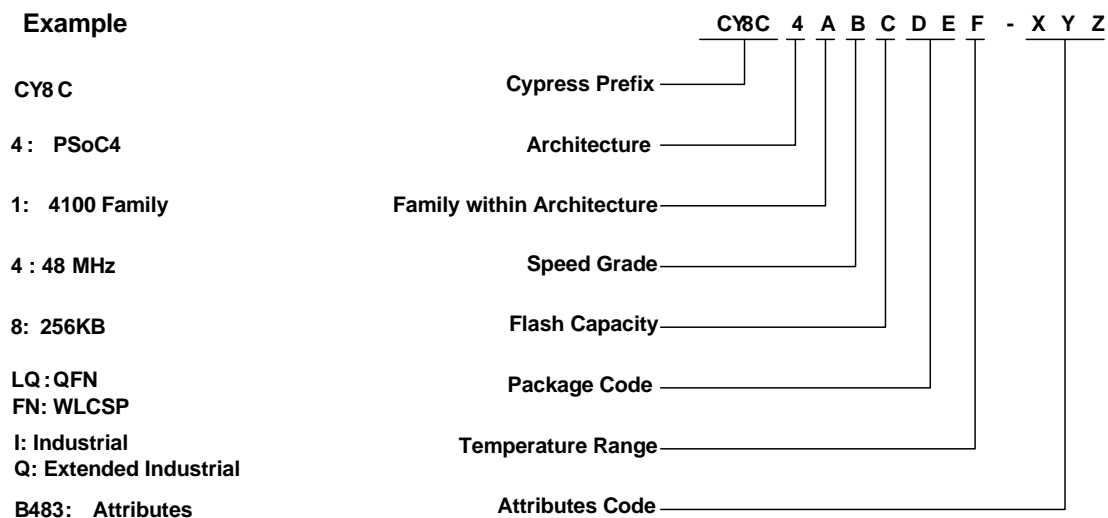 Example CY8C 4 A B C D E F - X Y Z
CY8 C Cypress Prefix
4 : PSoC4 Architecture
1: 4100 Family Family within Architecture
4 : 48 MHz Speed Grade
8: 256KB Flash Capacity
LQ : QFN Package Code
FN: WLCSP
I: Industrial Temperature Range
Q: Extended Industrial
B483: Attributes Attributes Code